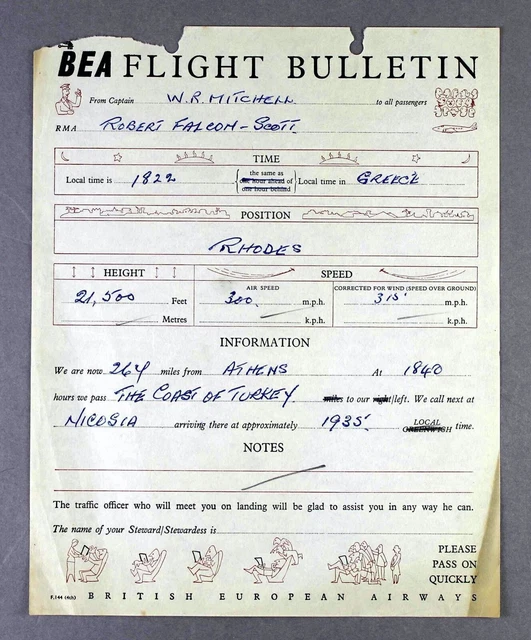 BEA FLIGHT BULLETIN
From Captain W.R. MITCHELL to all passengers
RMA ROBERT FALCON-SCOTT
TIME
the same as
Local time is 1822 one hour ahead of Local time in GREECE
one hour behind
POSITION
RHODES
HEIGHT SPEED
AIR SPEED CORRECTED FOR WIND (SPEED OVER GROUND)
21,500 Feet 300 m.p.h. 315 m.p.h.
Metres k.p.h. k.p.h.
INFORMATION
We are now 264 miles from ATHENS At 1840
hours we pass THE COAST OF TURKEY miles to our right/left. We call next at
NICOSIA arriving there at approximately 1935 LOCAL GREENWICH time.
NOTES
The traffic officer who will meet you on landing will be glad to assist you in any way he can.
The name of your Steward/Stewardess is
PLEASE
PASS ON
QUICKLY
F.144 (4th) BRITISH EUROPEAN AIRWAYS